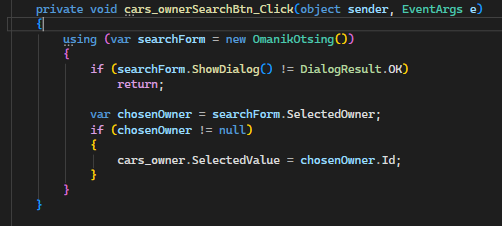 private void cars_ownerSearchBtn_Click(object sender, EventArgs e)
{
    using (var searchForm = new OmanikOtsing())
    {
        if (searchForm.ShowDialog() != DialogResult.OK)
            return;

        var chosenOwner = searchForm.SelectedOwner;
        if (chosenOwner != null)
        {
            cars_owner.SelectedValue = chosenOwner.Id;
        }
    }
}